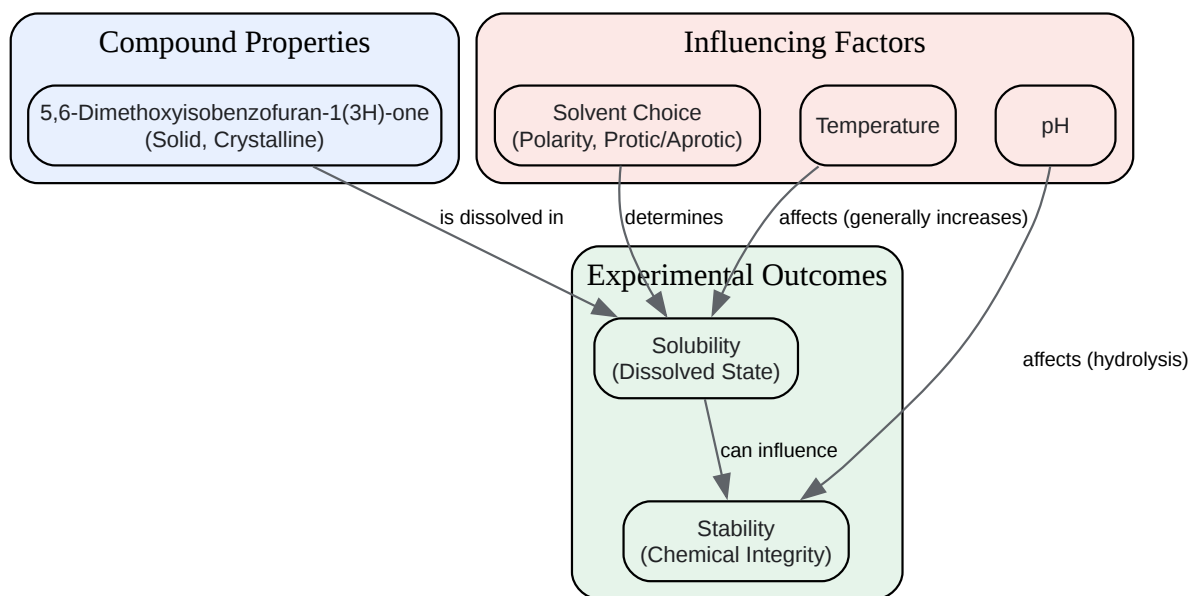 Compound Properties
5,6-Dimethoxyisobenzofuran-1(3H)-one
(Solid, Crystalline)
Influencing Factors
Solvent Choice
(Polarity, Protic/Aprotic)
Temperature
pH
is dissolved in
determines
affects (generally increases)
Experimental Outcomes
Solubility
(Dissolved State)
affects (hydrolysis)
can influence
Stability
(Chemical Integrity)